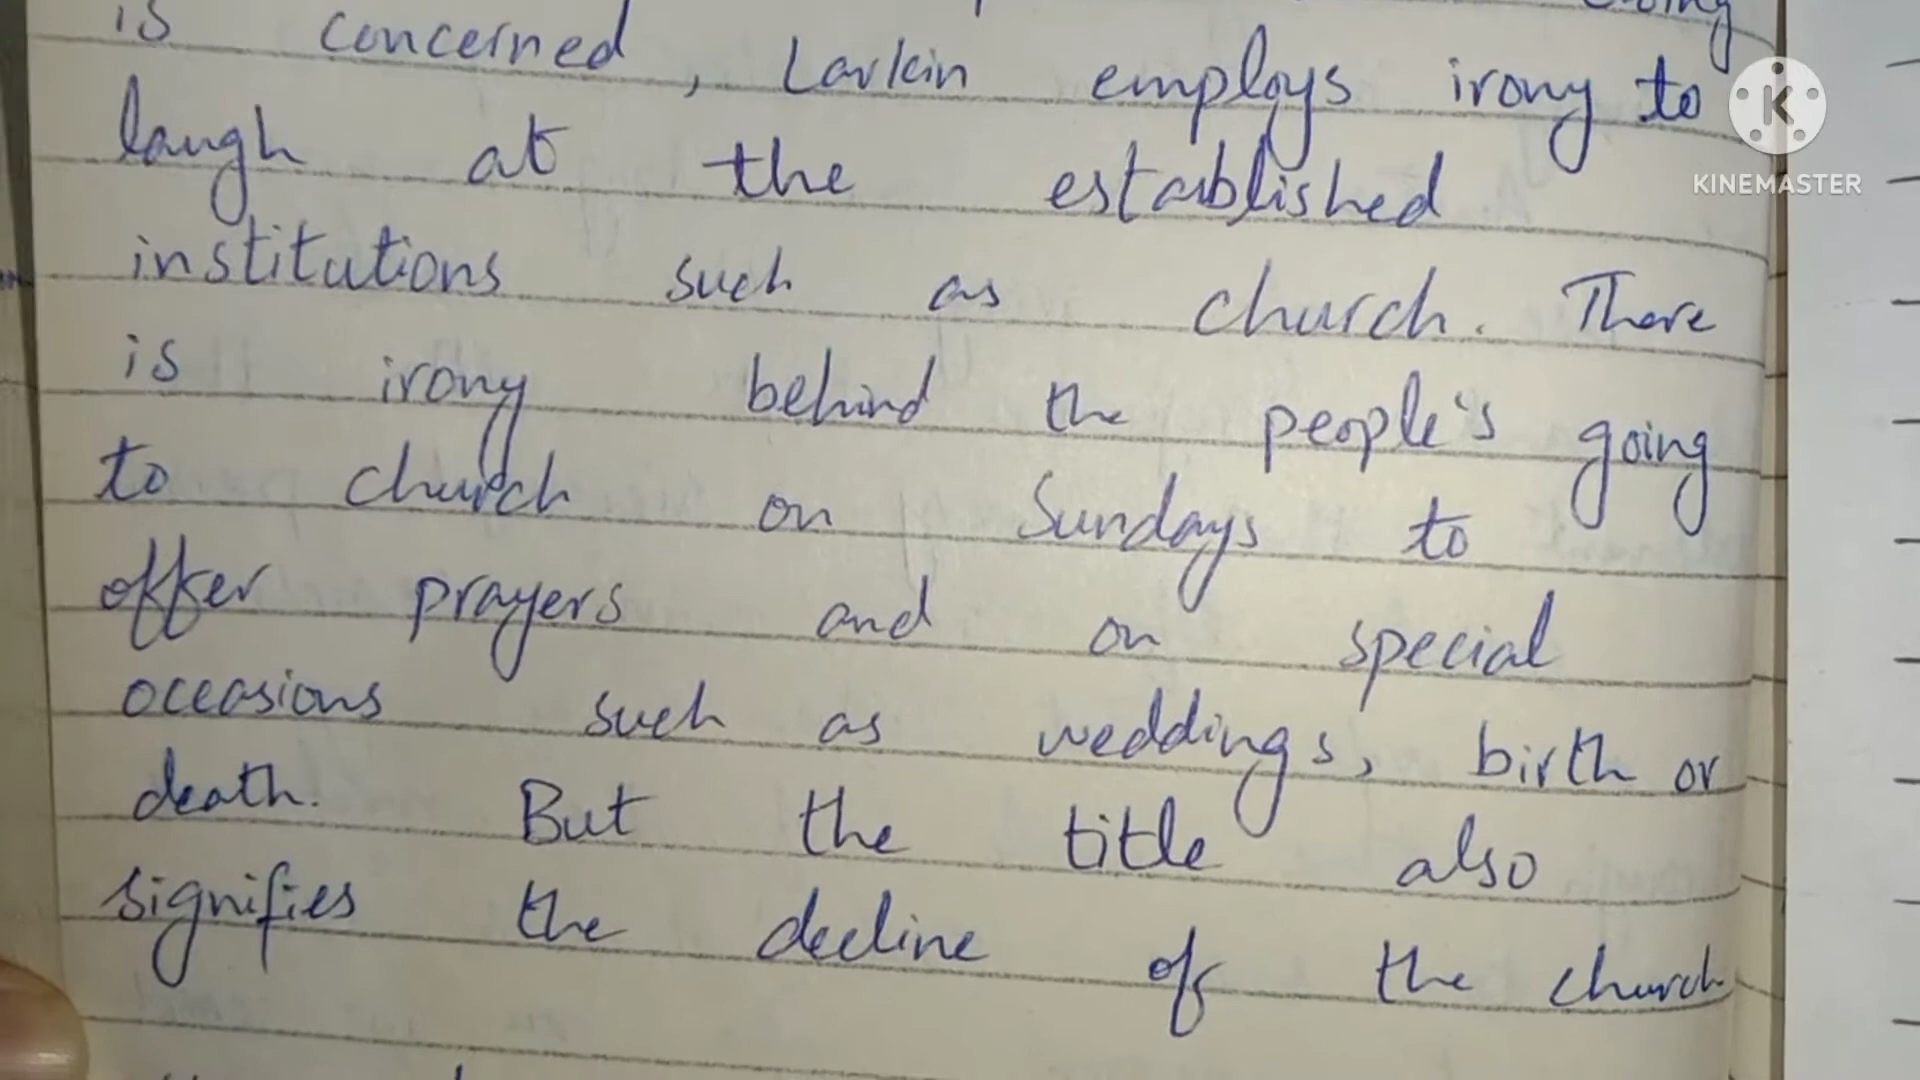 is concerned, Larkin employs irony to
laugh at the established
institutions such as church. There
is irony behind the people's going
to church on Sundays to
offer prayers and on special
occasions such as weddings, birth or
death. But the title also
signifies the decline of the church
K
KINEMASTER